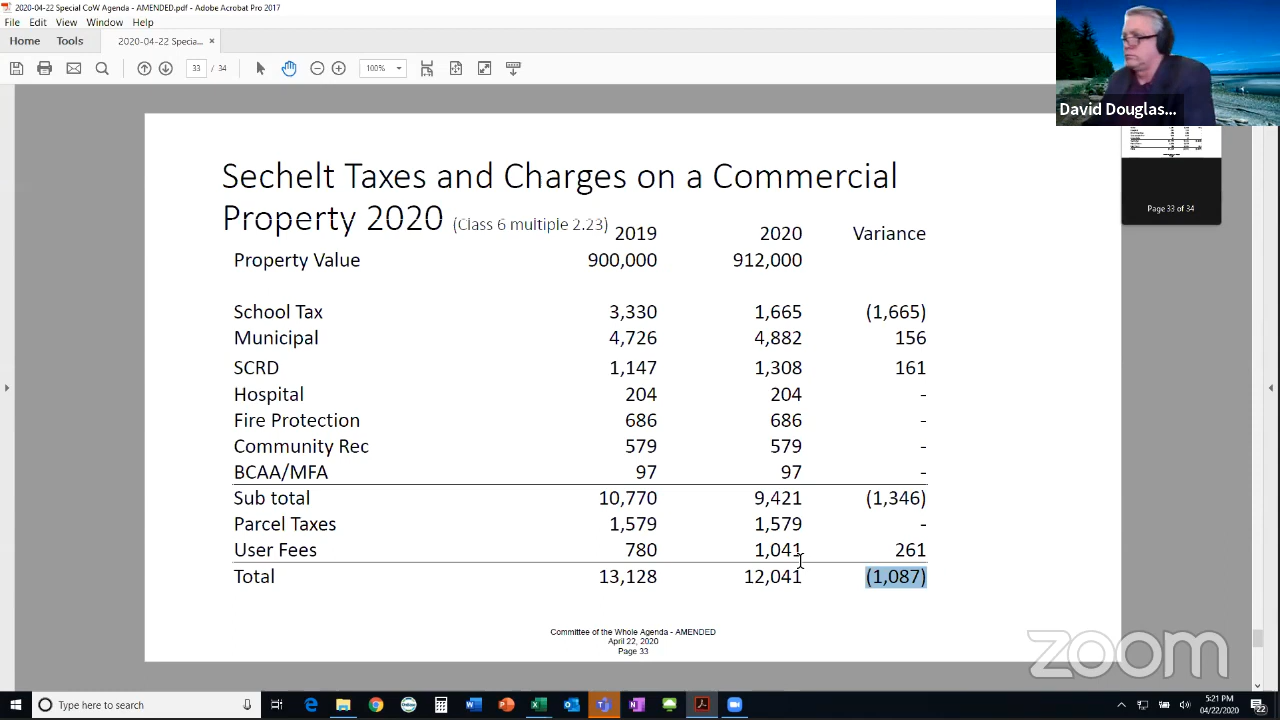 2020-04-22 Special CoW Agenda - AMENDED.pdf - Adobe Acrobat Pro 2017
File Edit View Window Help
Home Tools 2020-04-22 Specia... ×
33 / 34 100%
David Douglas...
Page 33 of 34
Sechelt Taxes and Charges on a Commercial
Property 2020 (Class 6 multiple 2.23)
2019 2020 Variance
Property Value 900,000 912,000
School Tax 3,330 1,665 (1,665)
Municipal 4,726 4,882 156
SCRD 1,147 1,308 161
Hospital 204 204 -
Fire Protection 686 686 -
Community Rec 579 579 -
BCAA/MFA 97 97 -
Sub total 10,770 9,421 (1,346)
Parcel Taxes 1,579 1,579 -
User Fees 780 1,041 261
Total 13,128 12,041 (1,087)
Committee of the Whole Agenda - AMENDED
April 22, 2020
Page 33
zoom
Type here to search
5:21 PM
04/22/2020